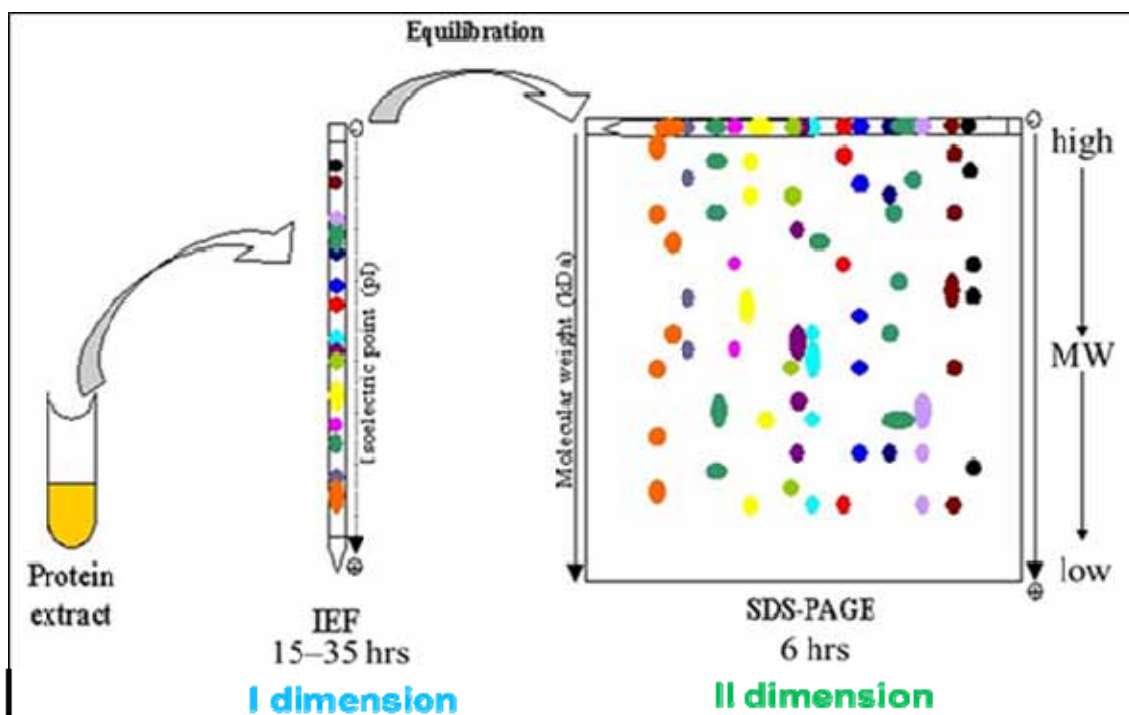 Equilibration
Isoelectric point (pI)
Molecular weight (kDa)
high
MW
low
Protein
extract
IEF
15–35 hrs
SDS-PAGE
6 hrs
I dimension
II dimension